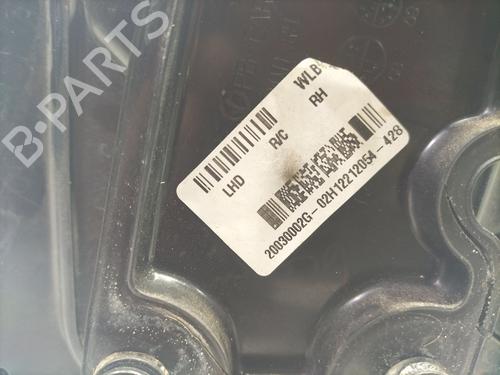 B-PARTS
WLB
RH
R/C
LHD
20030002G-02H12212054-428